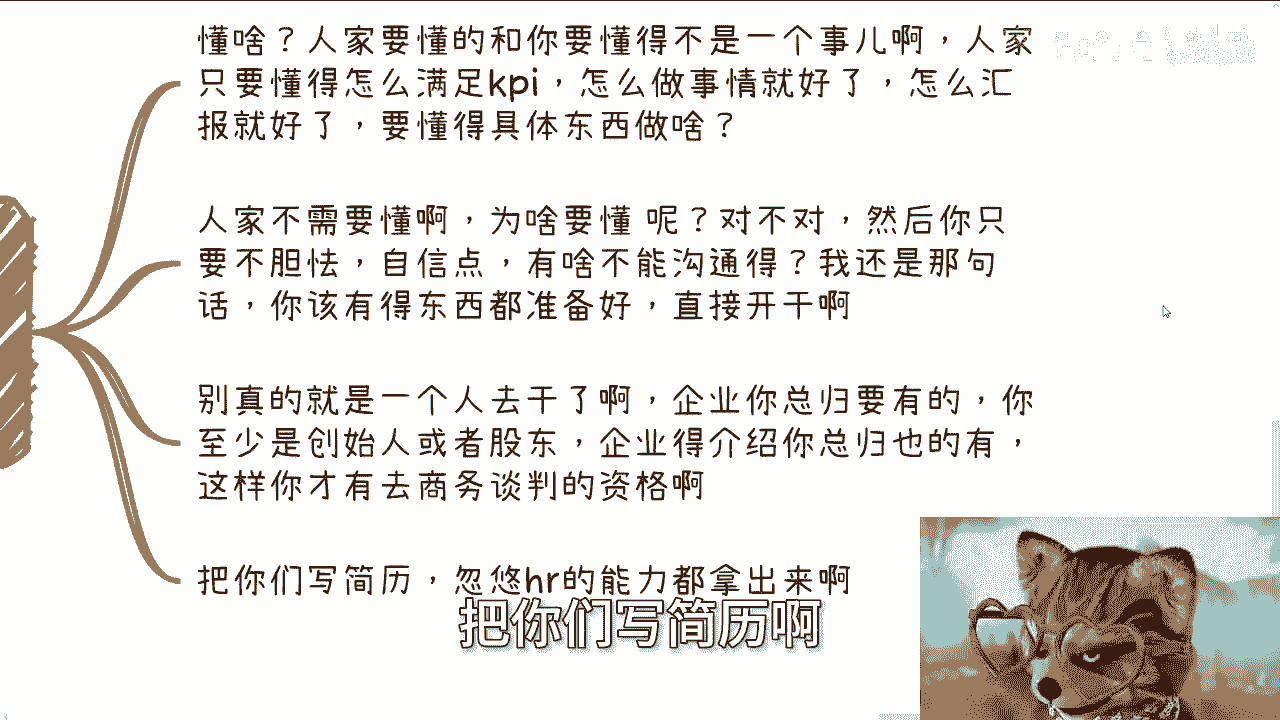 懂啥？人家要懂的和你要懂得不是一个事儿啊，人家
只要懂得怎么满足kpi，怎么做事情就好了，怎么汇
报就好了，要懂得具体东西做啥？
人家不需要懂啊，为啥要懂 呢？对不对，然后你只
要不胆怯，自信点，有啥不能沟通得？我还是那句
话，你该有得东西都准备好，直接开干啊
别真的就是一个人去干了啊，企业你总归要有的，你
至少是创始人或者股东，企业得介绍你总归也的有，
这样你才有去商务谈判的资格啊
把你们写简历，忽悠hr的能力都拿出来啊
把你们写简历啊